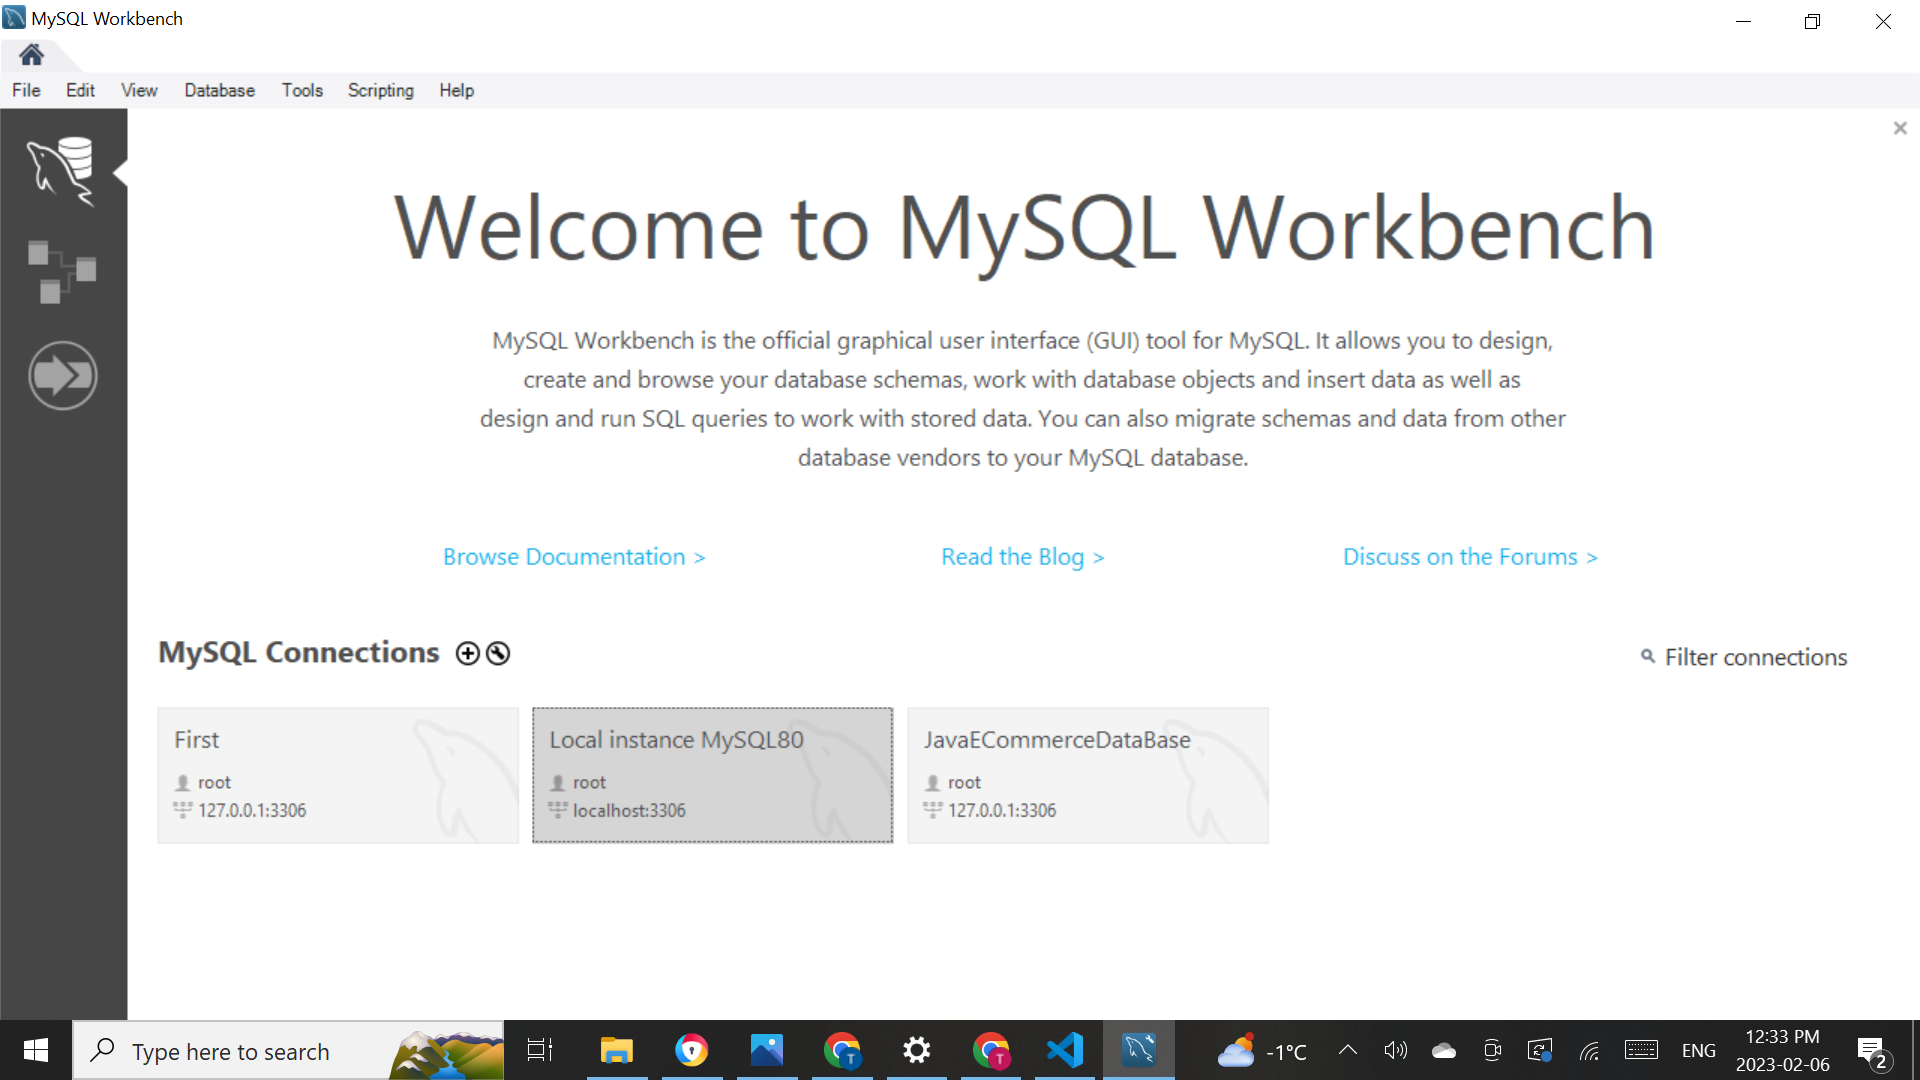 MySQL Workbench
File Edit View Database Tools Scripting Help
Welcome to MySQL Workbench
MySQL Workbench is the official graphical user interface (GUI) tool for MySQL. It allows you to design,
create and browse your database schemas, work with database objects and insert data as well as
design and run SQL queries to work with stored data. You can also migrate schemas and data from other
database vendors to your MySQL database.
Browse Documentation > Read the Blog > Discuss on the Forums >
MySQL Connections
Filter connections
First
root
127.0.0.1:3306
Local instance MySQL80
root
localhost:3306
JavaECommerceDataBase
root
127.0.0.1:3306
Type here to search
T
T
-1°C
ENG
12:33 PM
2023-02-06
2